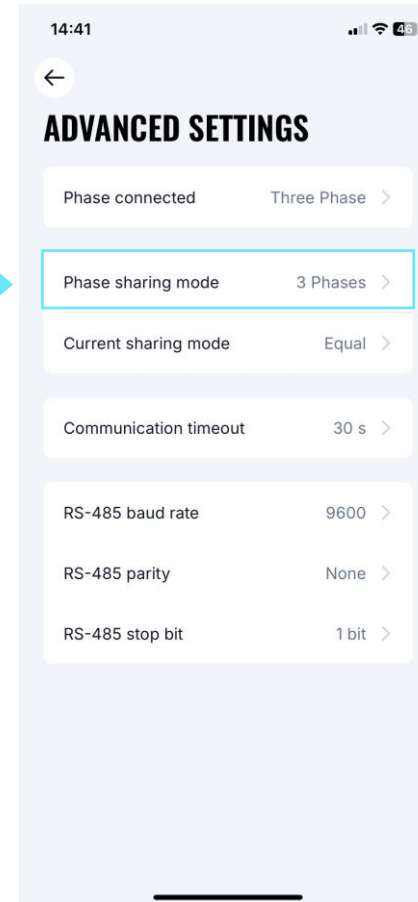 14:41
46
ADVANCED SETTINGS
Phase connected Three Phase
Phase sharing mode 3 Phases
Current sharing mode Equal
Communication timeout 30 s
RS-485 baud rate 9600
RS-485 parity None
RS-485 stop bit 1 bit